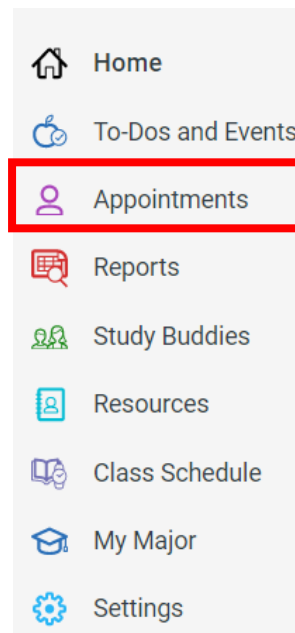 Home
To-Dos and Events
Appointments
Reports
Study Buddies
Resources
Class Schedule
My Major
Settings